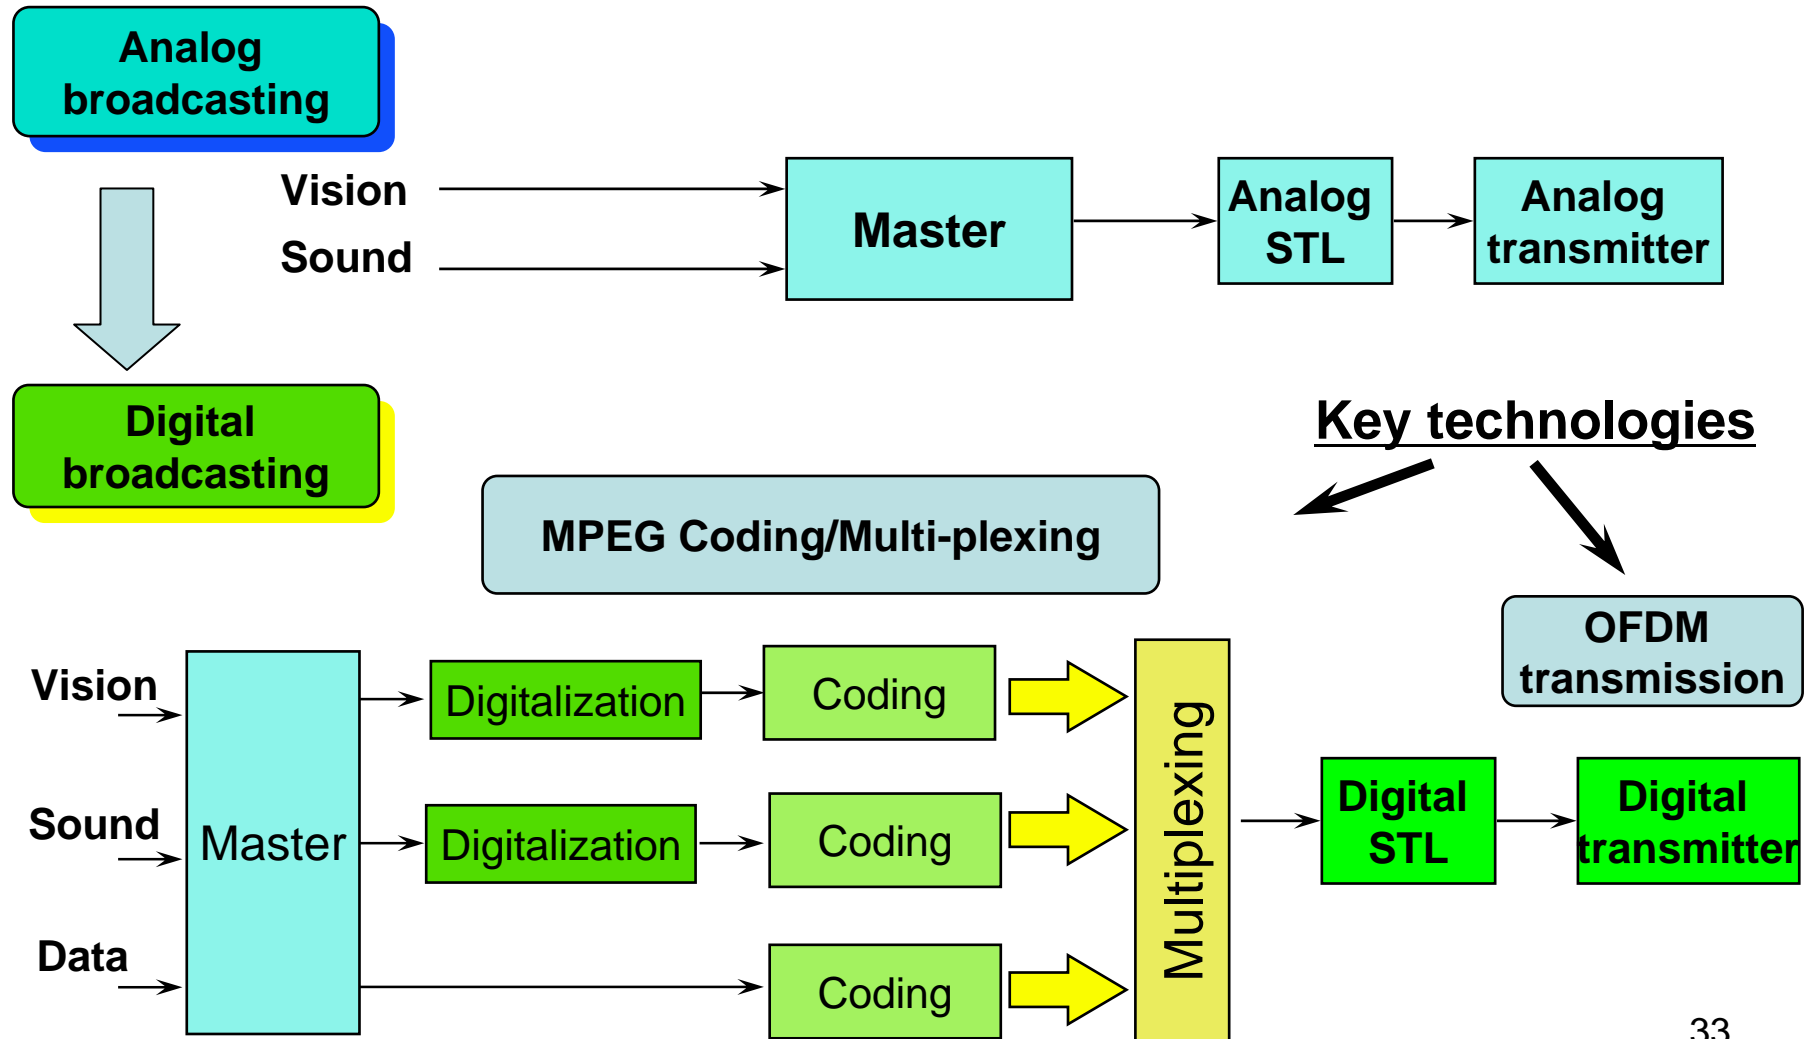 Analog
broadcasting
Vision
Sound
Master
Analog
STL
Analog
transmitter
Digital
broadcasting
Key technologies
MPEG Coding/Multi-plexing
OFDM
transmission
Vision
Sound
Data
Master
Digitalization
Coding
Digitalization
Coding
Coding
Multiplexing
Digital
STL
Digital
transmitter
33